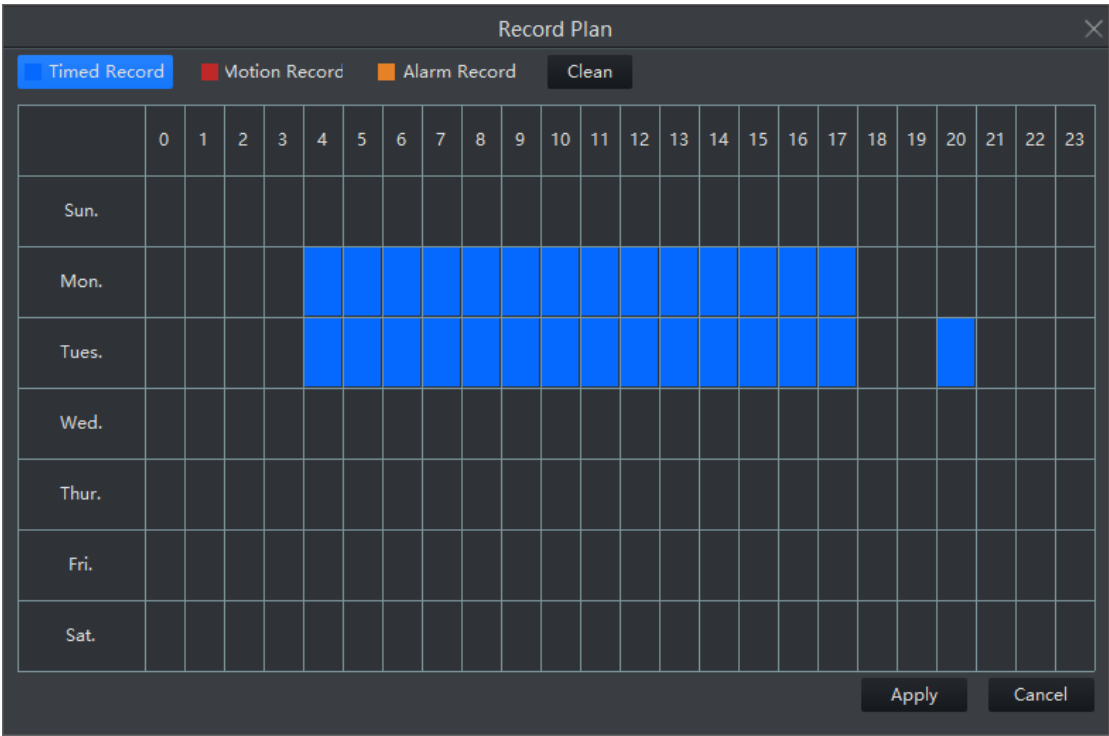 Record Plan
Timed Record Motion Record Alarm Record Clean
0 1 2 3 4 5 6 7 8 9 10 11 12 13 14 15 16 17 18 19 20 21 22 23
Sun.
Mon.
Tues.
Wed.
Thur.
Fri.
Sat.
Apply Cancel